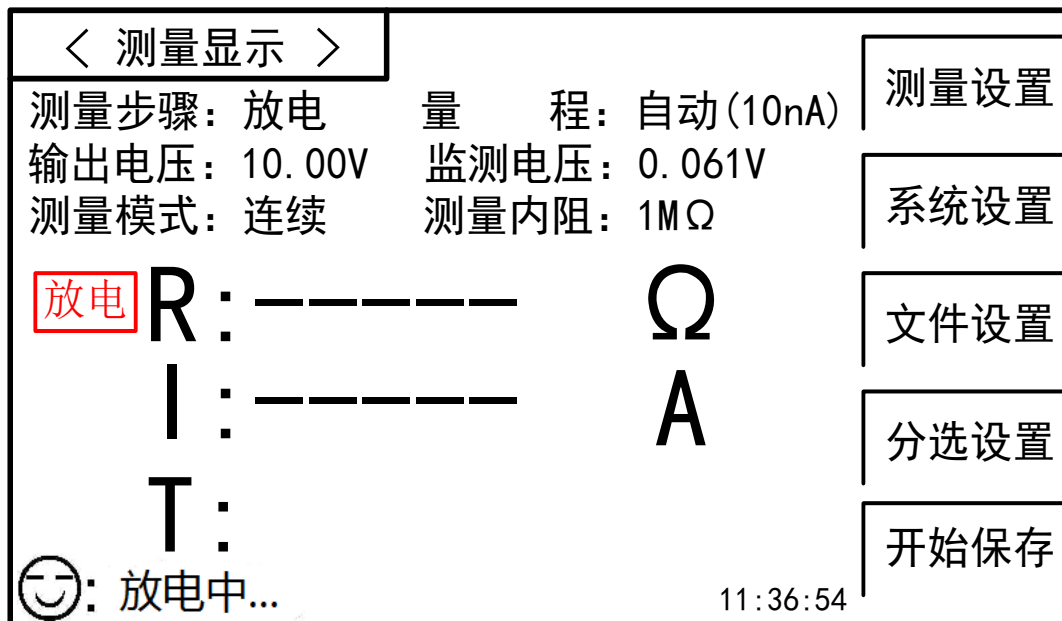 < 测量显示 >
测量步骤：放电 量 程：自动(10nA)
输出电压：10.00V 监测电压：0.061V
测量模式：连续 测量内阻：1MΩ
放电 R：----- Ω
I：----- A
T：
：放电中...
11:36:54
测量设置
系统设置
文件设置
分选设置
开始保存